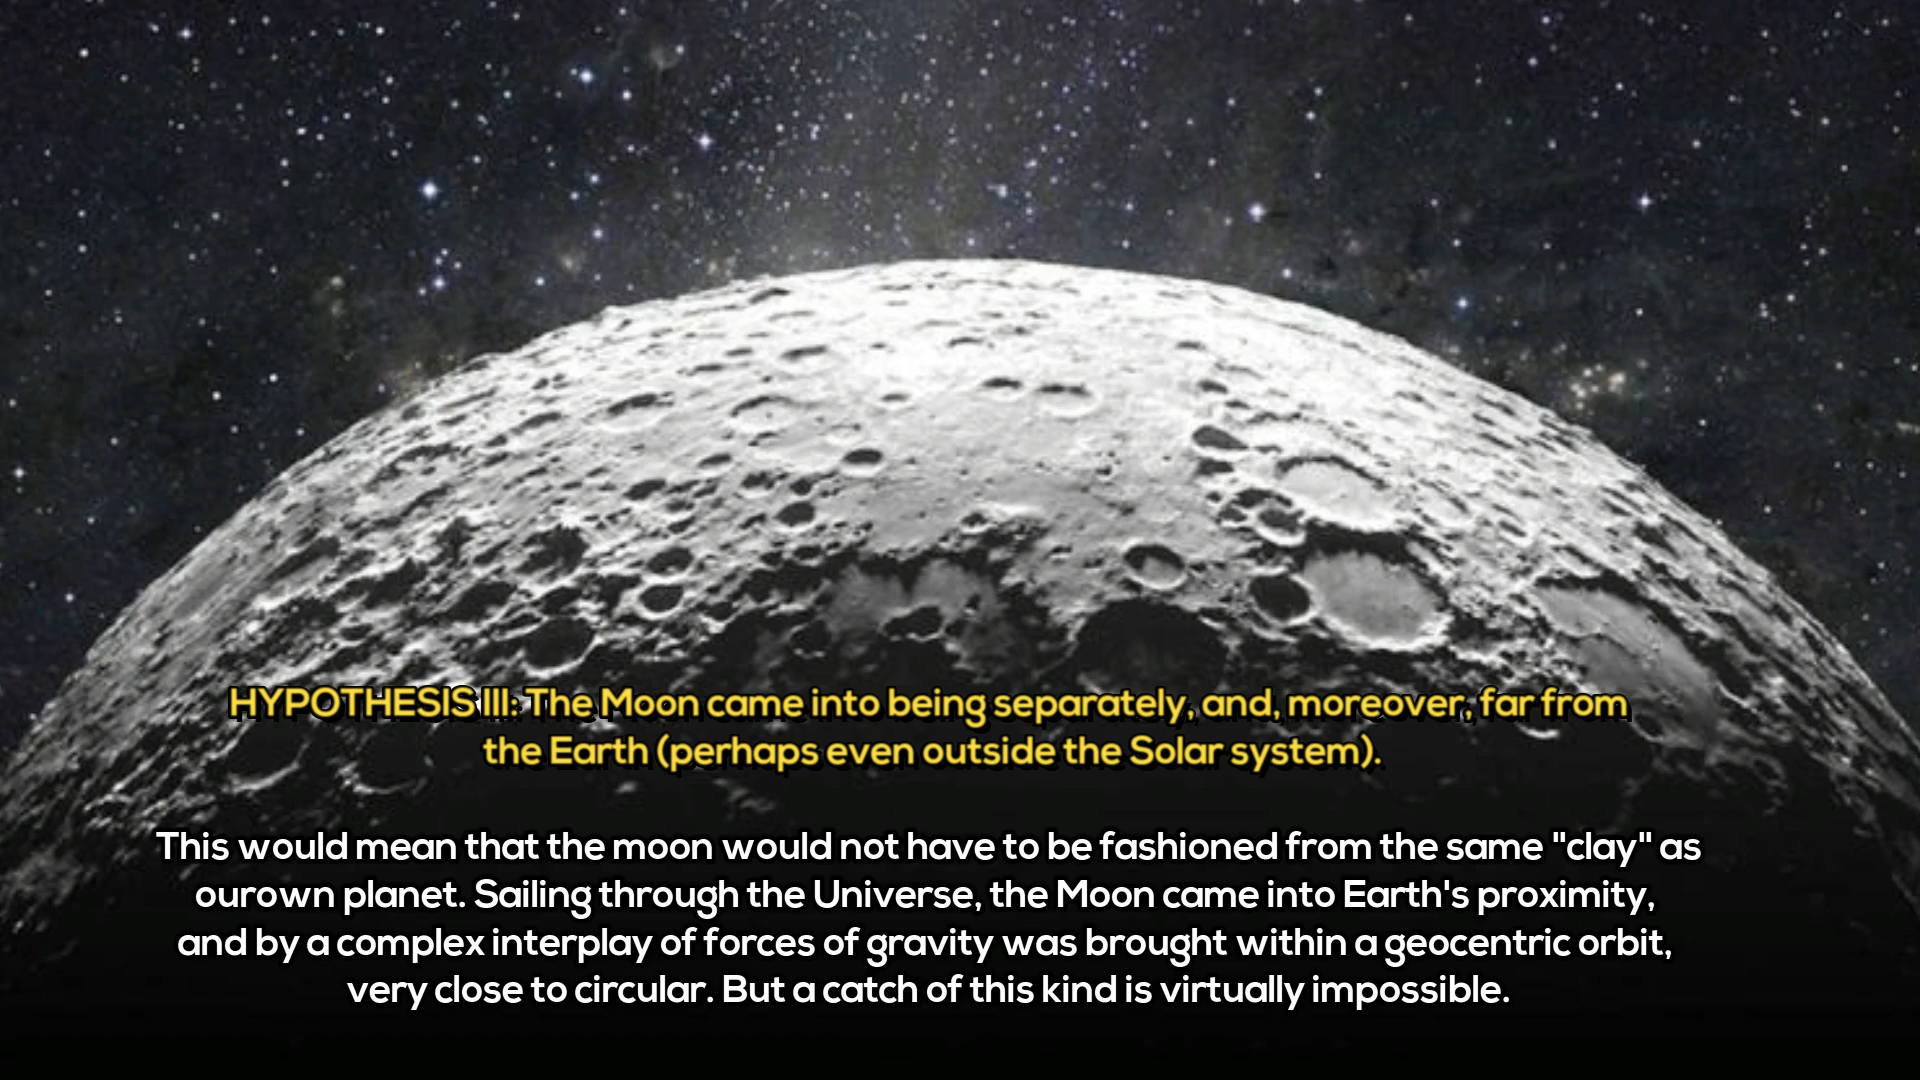 HYPOTHESIS III: The Moon came into being separately, and, moreover, far from
the Earth (perhaps even outside the Solar system).
This would mean that the moon would not have to be fashioned from the same "clay" as
ourown planet. Sailing through the Universe, the Moon came into Earth's proximity,
and by a complex interplay of forces of gravity was brought within a geocentric orbit,
very close to circular. But a catch of this kind is virtually impossible.